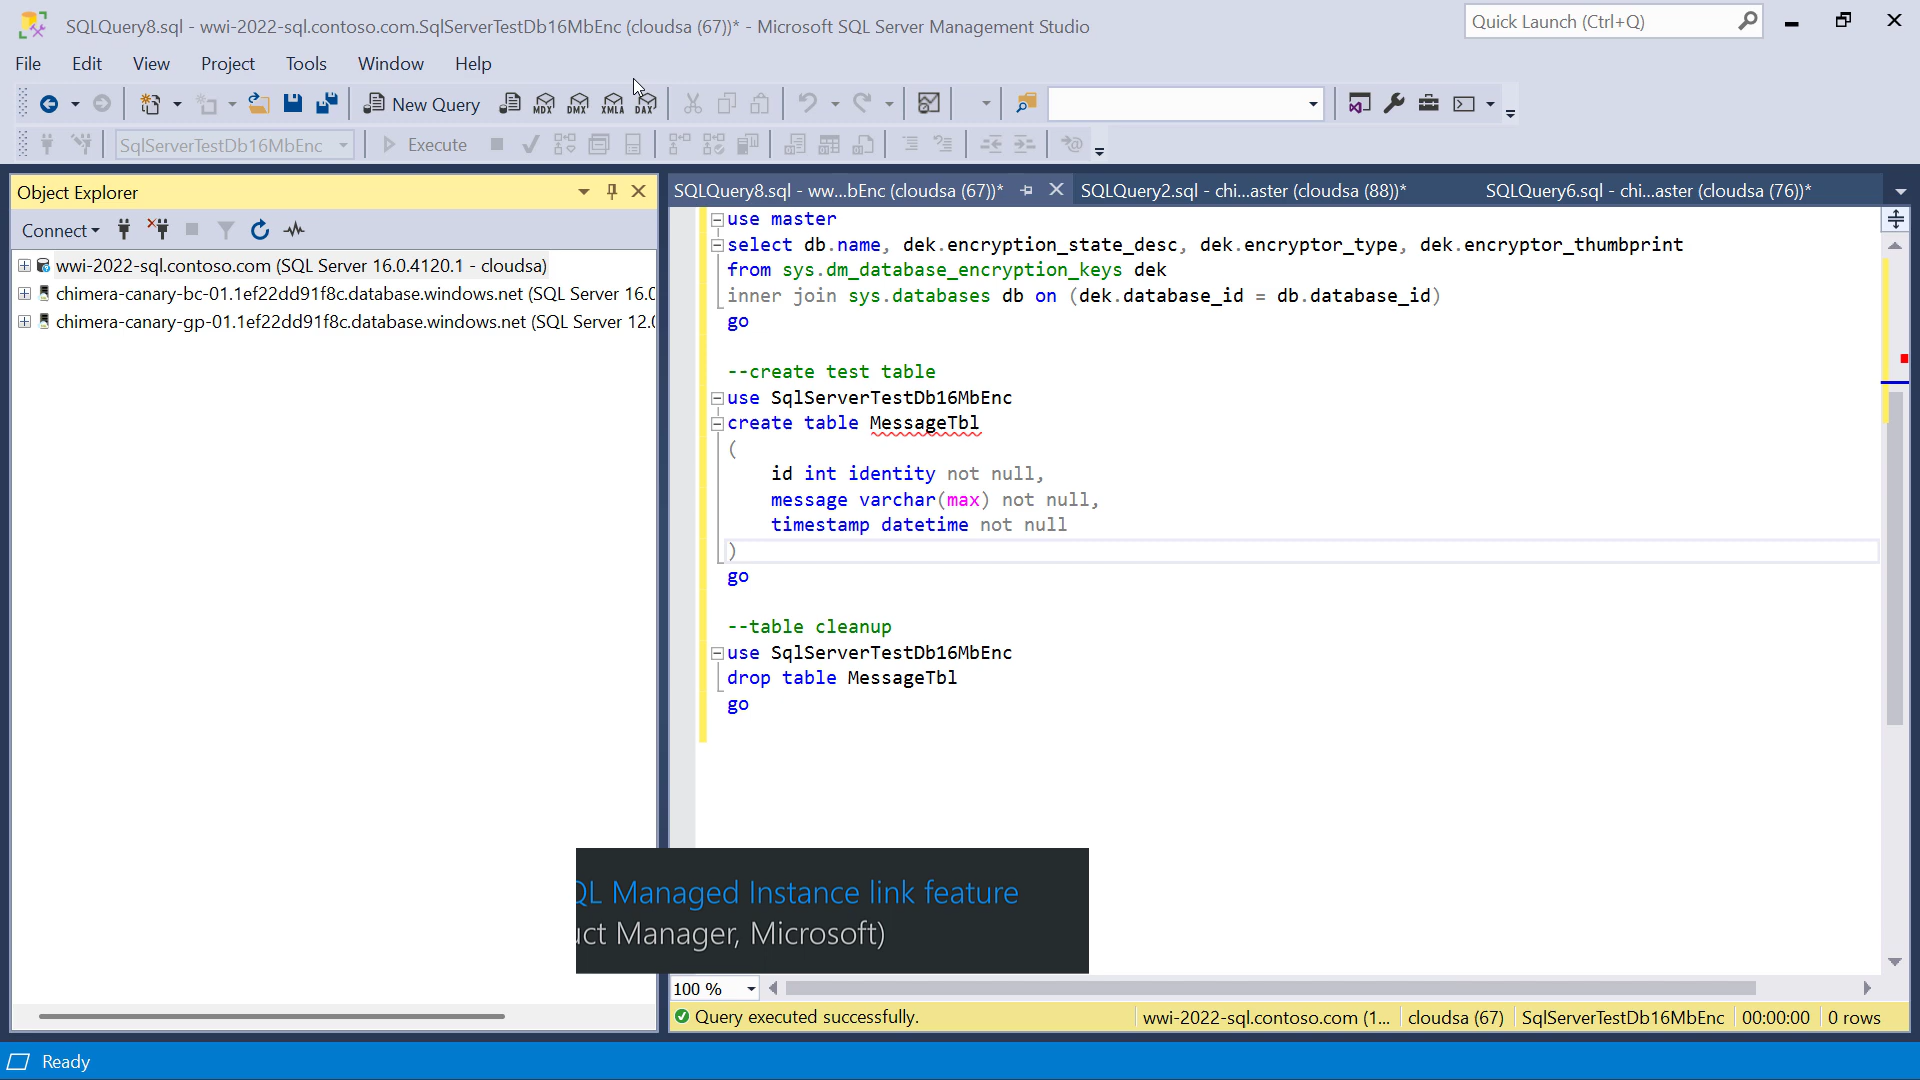 SQLQuery8.sql - wwi-2022-sql.contoso.com.SqlServerTestDb16MbEnc (cloudsa (67))* - Microsoft SQL Server Management Studio
Quick Launch (Ctrl+Q)
File Edit View Project Tools Window Help
New Query MDX DMX XMLA DAX
SqlServerTestDb16MbEnc Execute
Object Explorer
Connect
wwi-2022-sql.contoso.com (SQL Server 16.0.4120.1 - cloudsa)
chimera-canary-bc-01.1ef22dd91f8c.database.windows.net (SQL Server 16.0
chimera-canary-gp-01.1ef22dd91f8c.database.windows.net (SQL Server 12.0
SQLQuery8.sql - ww...bEnc (cloudsa (67))* SQLQuery2.sql - chi...aster (cloudsa (88))* SQLQuery6.sql - chi...aster (cloudsa (76))*
use master
select db.name, dek.encryption_state_desc, dek.encryptor_type, dek.encryptor_thumbprint
from sys.dm_database_encryption_keys dek
inner join sys.databases db on (dek.database_id = db.database_id)
go
--create test table
use SqlServerTestDb16MbEnc
create table MessageTbl
(
id int identity not null,
message varchar(max) not null,
timestamp datetime not null
)
go
--table cleanup
use SqlServerTestDb16MbEnc
drop table MessageTbl
go
QL Managed Instance link feature
uct Manager, Microsoft)
100 %
Query executed successfully. wwi-2022-sql.contoso.com (1... cloudsa (67) SqlServerTestDb16MbEnc 00:00:00 0 rows
Ready